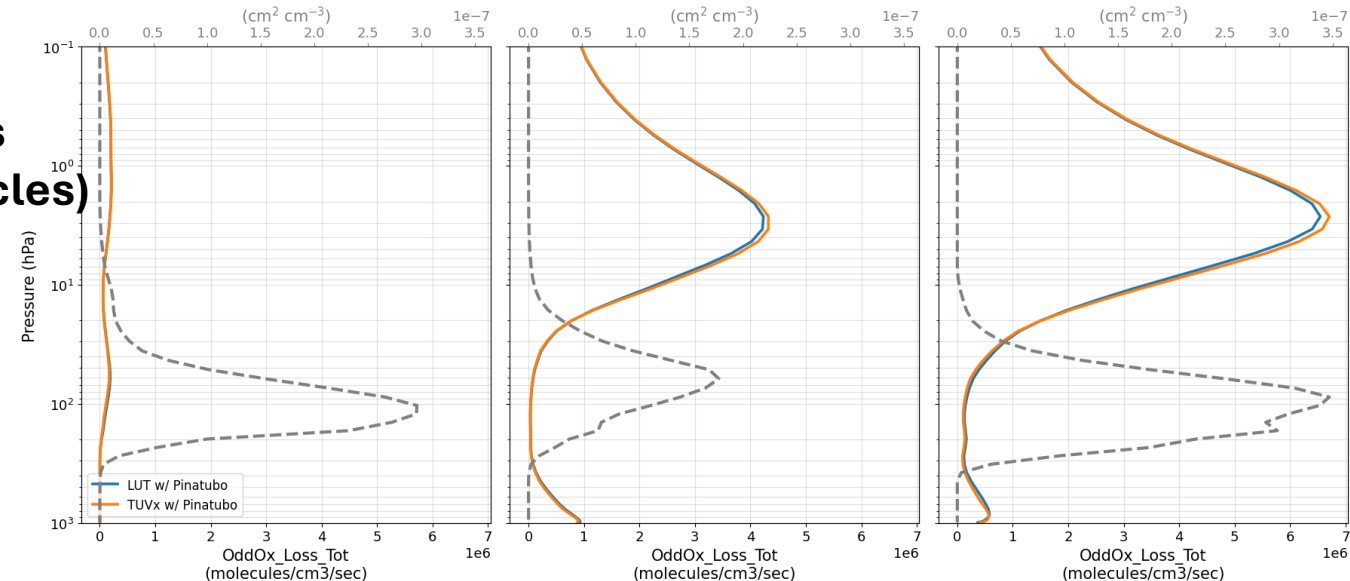 (cm² cm⁻³) 1e-7
0.0 0.5 1.0 1.5 2.0 2.5 3.0 3.5
(cm² cm⁻³) 1e-7
0.0 0.5 1.0 1.5 2.0 2.5 3.0 3.5
(cm² cm⁻³) 1e-7
0.0 0.5 1.0 1.5 2.0 2.5 3.0 3.5
s
cles)
Pressure (hPa)
10⁻¹
10⁰
10¹
10²
10³
LUT w/ Pinatubo
TUVx w/ Pinatubo
0 1 2 3 4 5 6 7
OddOx_Loss_Tot 1e6
(molecules/cm3/sec)
0 1 2 3 4 5 6 7
OddOx_Loss_Tot 1e6
(molecules/cm3/sec)
0 1 2 3 4 5 6 7
OddOx_Loss_Tot 1e6
(molecules/cm3/sec)